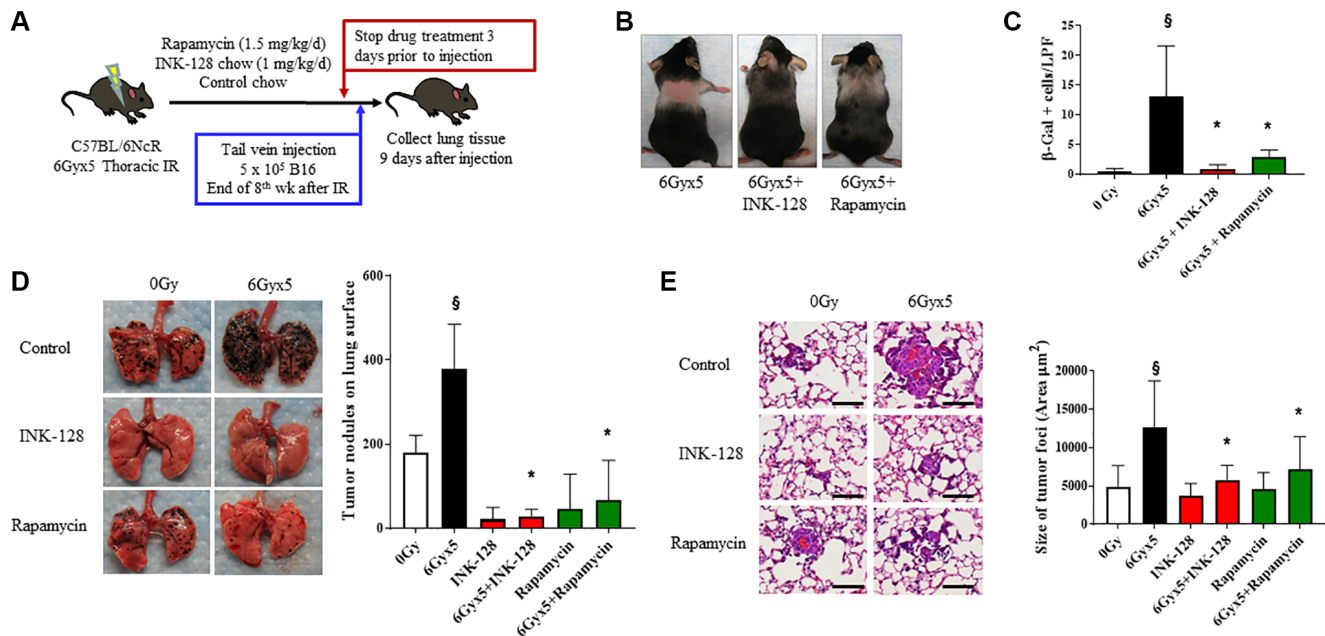 A
Rapamycin (1.5 mg/kg/d)
INK-128 chow (1 mg/kg/d)
Control chow
Stop drug treatment 3
days prior to injection
C57BL/6NcR
6Gyx5 Thoracic IR
Tail vein injection
5 x 10⁵ B16
End of 8th wk after IR
Collect lung tissue
9 days after injection
B
6Gyx5
6Gyx5+
INK-128
6Gyx5+
Rapamycin
C
β-Gal + cells/LPF
25
20
15
10
5
0
§
*
*
0 Gy
6Gyx5
6Gyx5 + INK-128
6Gyx5 + Rapamycin
D
0Gy
6Gyx5
Control
INK-128
Rapamycin
Tumor nodules on lung surface
600
400
200
0
§
*
*
0Gy
6Gyx5
INK-128
6Gyx5+INK-128
Rapamycin
6Gyx5+Rapamycin
E
0Gy
6Gyx5
Control
INK-128
Rapamycin
Size of tumor foci (Area µm²)
20000
15000
10000
5000
0
§
*
*
0Gy
6Gyx5
INK-128
6Gyx5+INK-128
Rapamycin
6Gyx5+Rapamycin